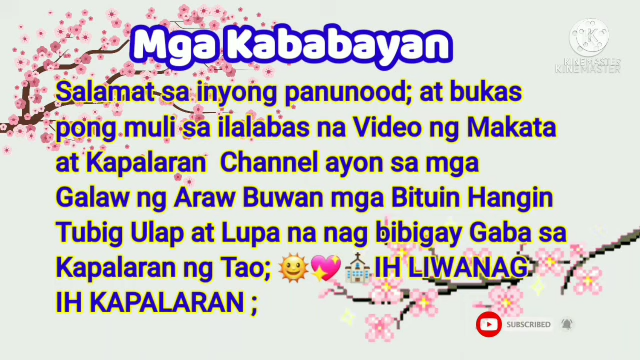 Mga Kababayan
KINEMASTER
KINEMASTER
Salamat sa inyong panunood; at bukas
pong muli sa ilalabas na Video ng Makata
at Kapalaran Channel ayon sa mga
Galaw ng Araw Buwan mga Bituin Hangin
Tubig Ulap at Lupa na nag bibigay Gaba sa
Kapalaran ng Tao; 🌞💖⛪IH LIWANAG
IH KAPALARAN ;
SUBSCRIBED